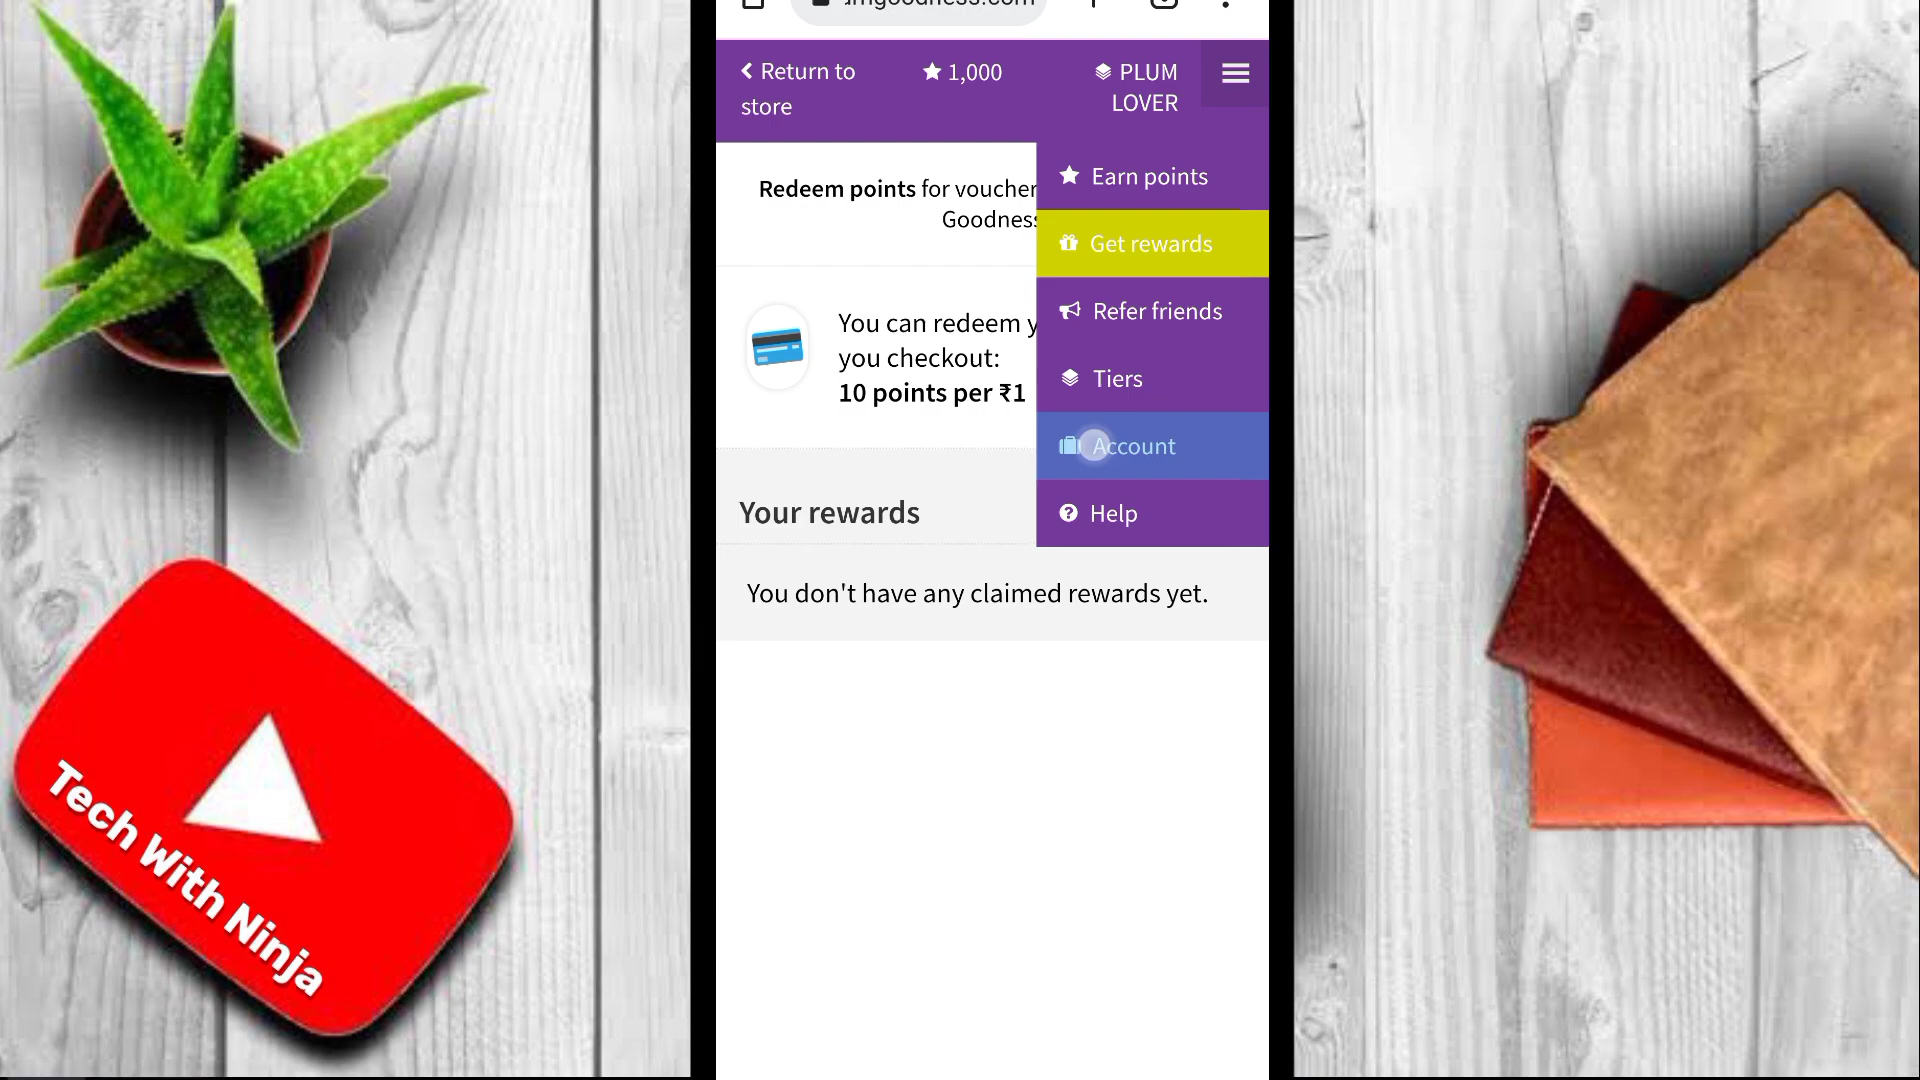 Return to
store
1,000
PLUM
LOVER
Earn points
Redeem points for
Goodness
Get rewards
Refer friends
You can redeem
you checkout:
10 points per ₹1
Tiers
Account
Your rewards
Help
You don't have any claimed rewards yet.
Tech With Ninja